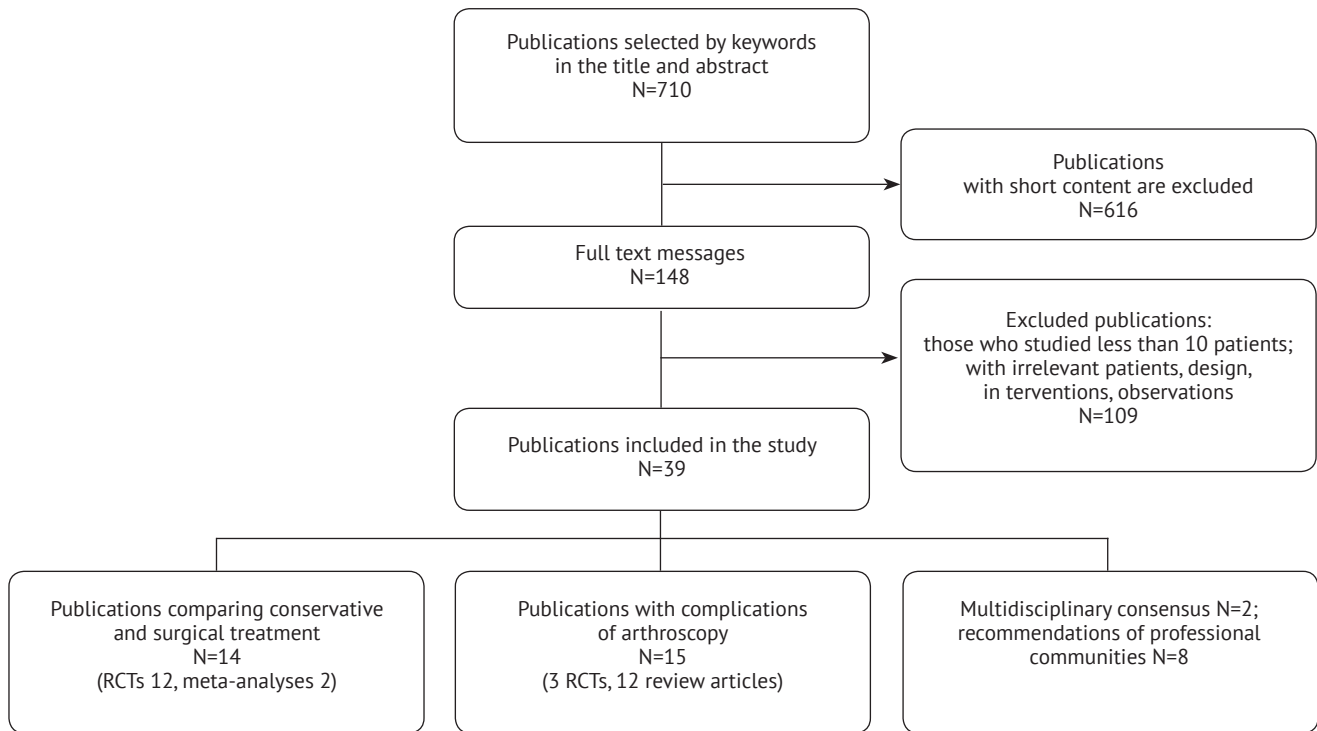 Publications selected by keywords
in the title and abstract
N=710
Publications
with short content are excluded
N=616
Full text messages
N=148
Excluded publications:
those who studied less than 10 patients;
with irrelevant patients, design,
in terventions, observations
N=109
Publications included in the study
N=39
Publications comparing conservative
and surgical treatment
N=14
(RCTs 12, meta-analyses 2)
Publications with complications
of arthroscopy
N=15
(3 RCTs, 12 review articles)
Multidisciplinary consensus N=2;
recommendations of professional
communities N=8